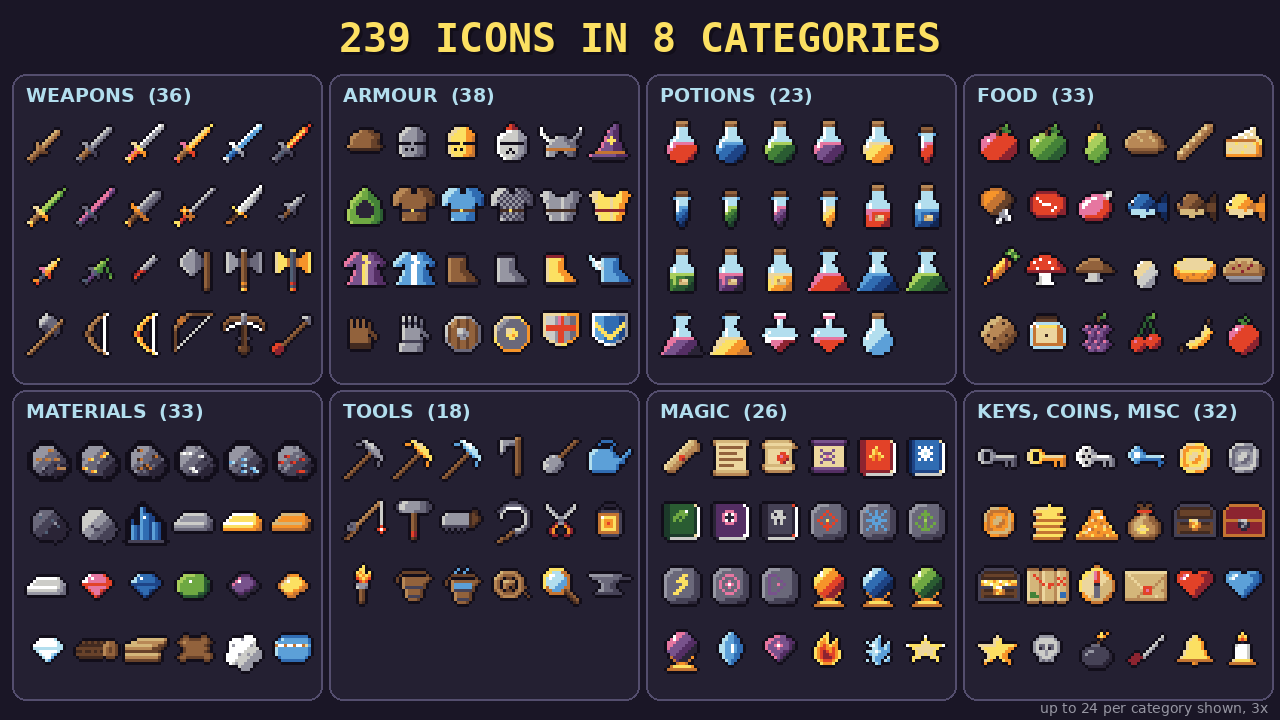 239 ICONS IN 8 CATEGORIES
WEAPONS (36)
ARMOUR (38)
POTIONS (23)
FOOD (33)
MATERIALS (33)
TOOLS (18)
MAGIC (26)
KEYS, COINS, MISC (32)
up to 24 per category shown, 3x